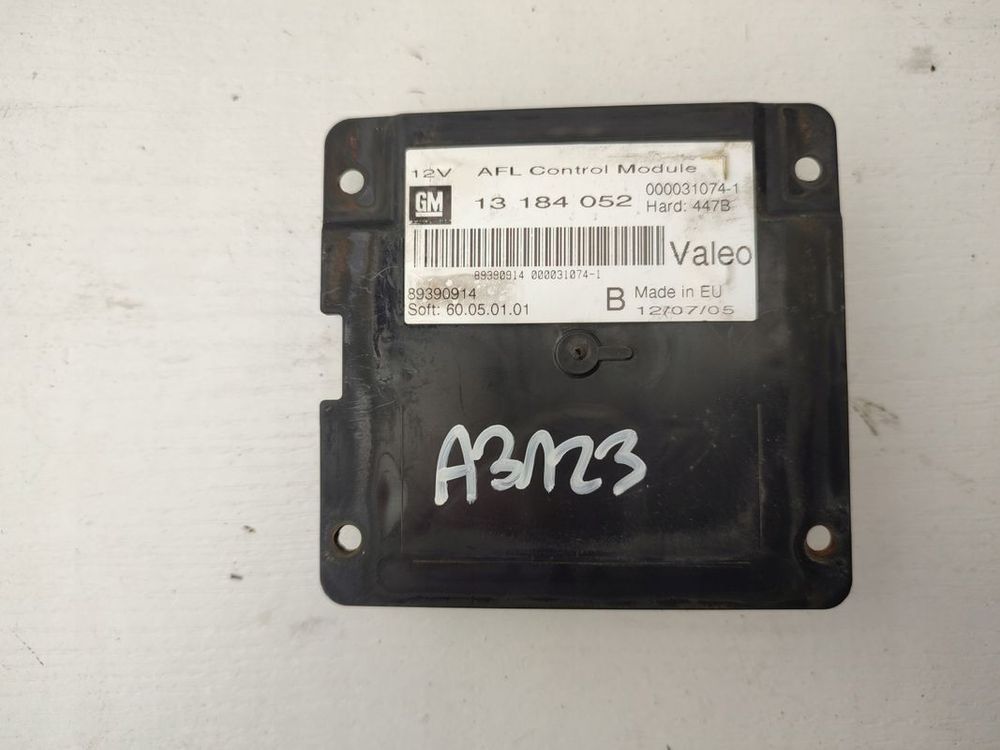 12V AFL Control Module
GM 13 184 052 000031074-1
Hard: 447B
Valeo
89390914 000031074-1
89390914 B Made in EU
Soft: 60.05.01.01 12/07/05
A3A23